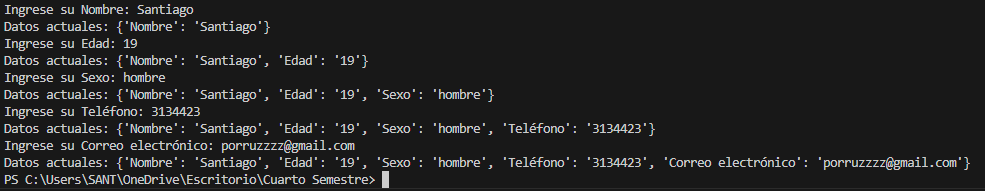 Ingrese su Nombre: Santiago
Datos actuales: {'Nombre': 'Santiago'}
Ingrese su Edad: 19
Datos actuales: {'Nombre': 'Santiago', 'Edad': '19'}
Ingrese su Sexo: hombre
Datos actuales: {'Nombre': 'Santiago', 'Edad': '19', 'Sexo': 'hombre'}
Ingrese su Teléfono: 3134423
Datos actuales: {'Nombre': 'Santiago', 'Edad': '19', 'Sexo': 'hombre', 'Teléfono': '3134423'}
Ingrese su Correo electrónico: porruzzzz@gmail.com
Datos actuales: {'Nombre': 'Santiago', 'Edad': '19', 'Sexo': 'hombre', 'Teléfono': '3134423', 'Correo electrónico': 'porruzzzz@gmail.com'}
PS C:\Users\SANT\OneDrive\Escritorio\Cuarto Semestre>